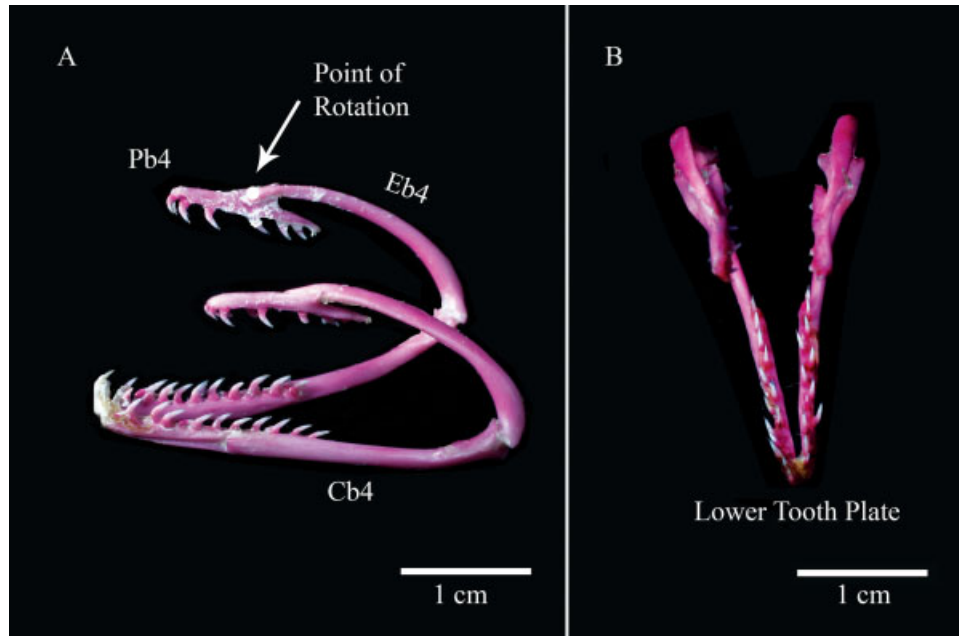 A
Point of
Rotation
Pb4
Eb4
Cb4
1 cm
B
Lower Tooth Plate
1 cm